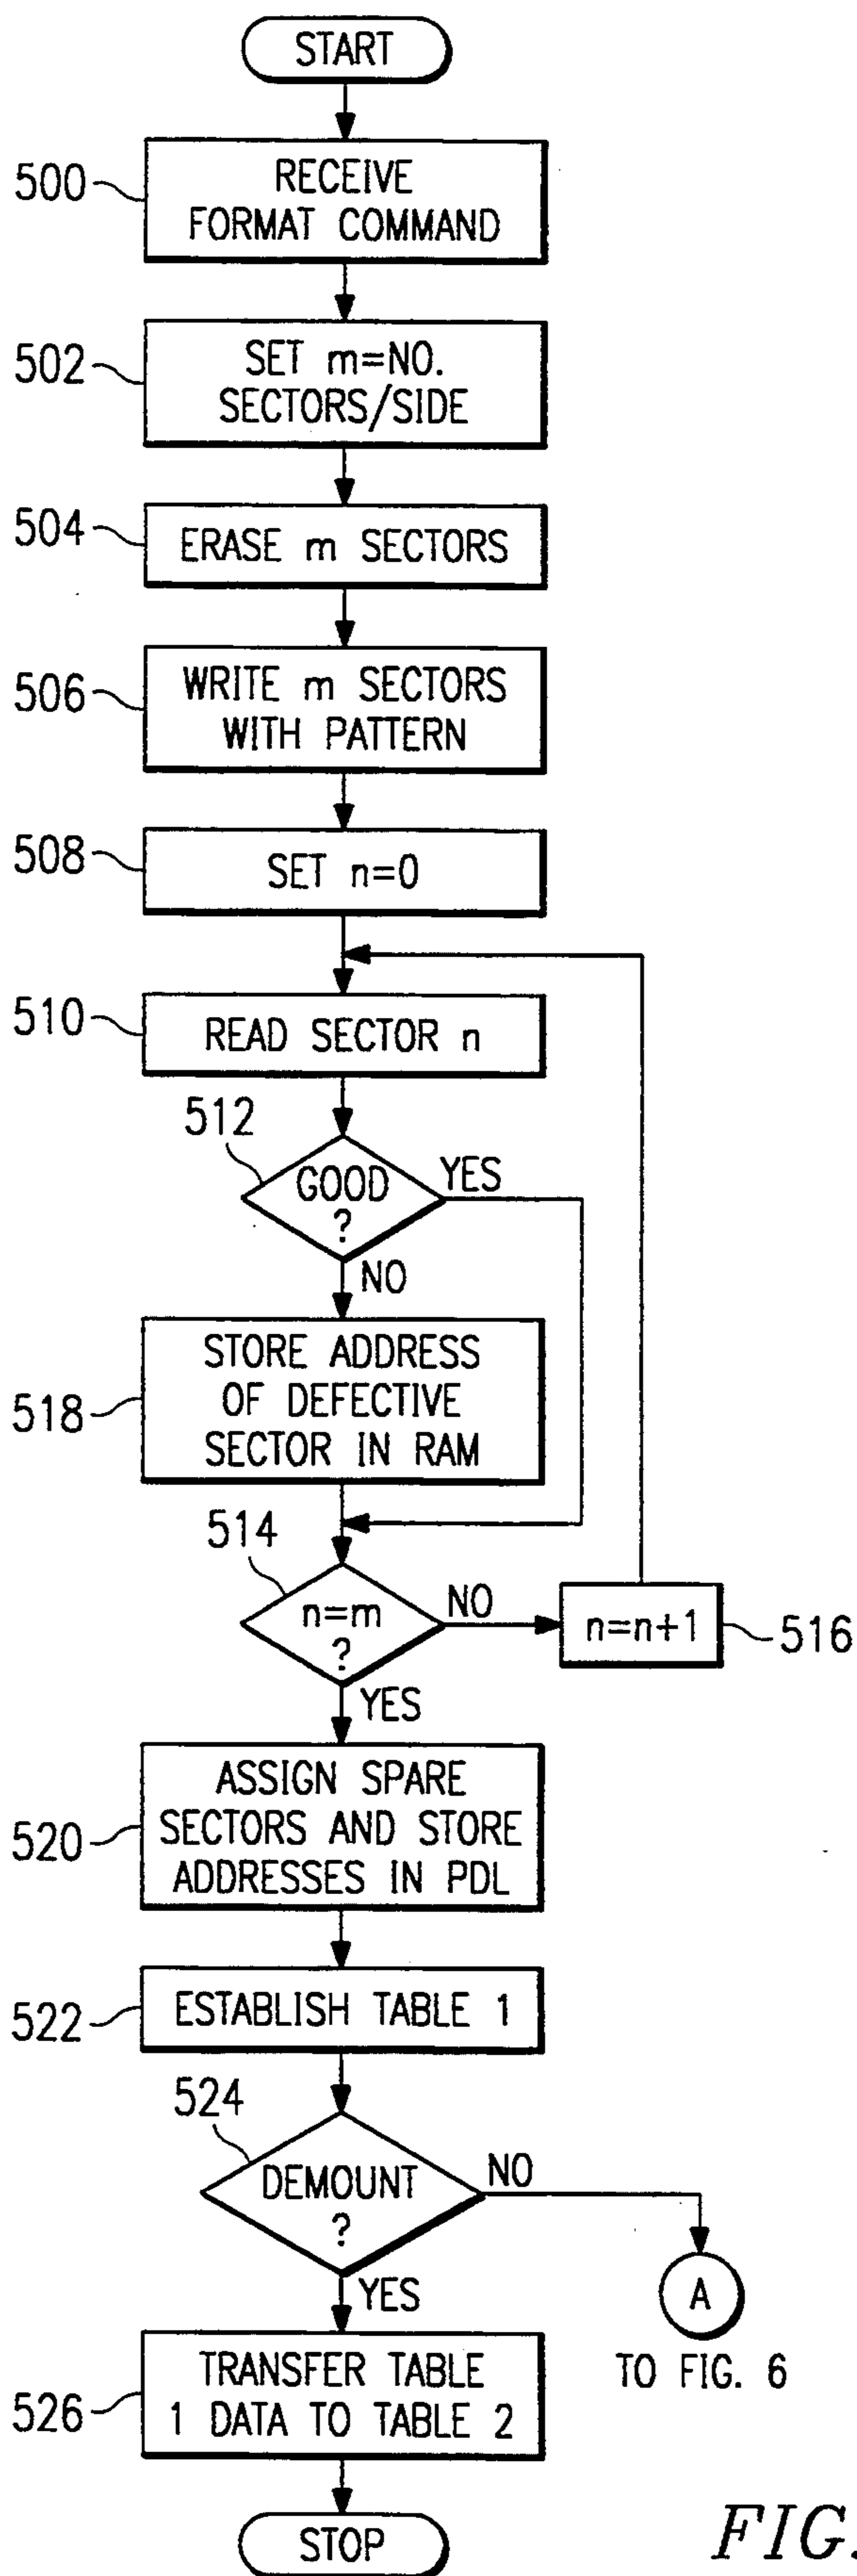 START
500
RECEIVE
FORMAT COMMAND
502
SET m=NO.
SECTORS/SIDE
504
ERASE m SECTORS
506
WRITE m SECTORS
WITH PATTERN
508
SET n=0
510
READ SECTOR n
512
GOOD
?
YES
NO
518
STORE ADDRESS
OF DEFECTIVE
SECTOR IN RAM
514
n=m
?
NO
n=n+1
516
YES
520
ASSIGN SPARE
SECTORS AND STORE
ADDRESSES IN PDL
522
ESTABLISH TABLE 1
524
DEMOUNT
?
NO
YES
A
TO FIG. 6
526
TRANSFER TABLE
1 DATA TO TABLE 2
STOP
FIG.